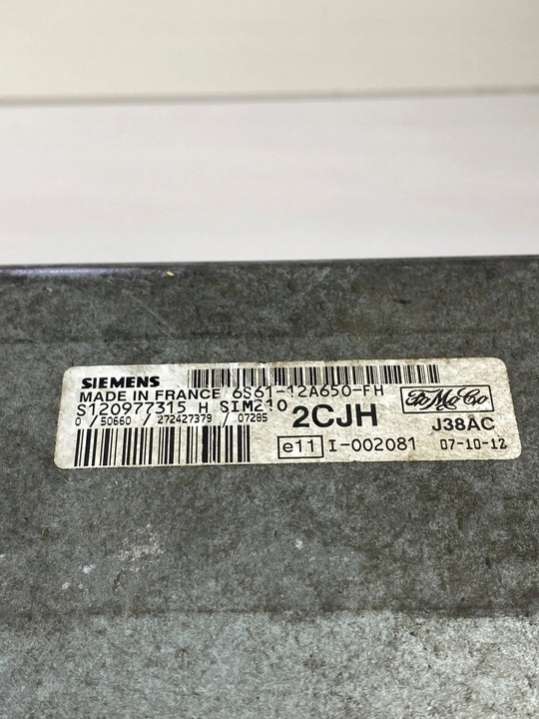 SIEMENS
MADE IN FRANCE 6S61-12A650-FH
S120977315 H SIM210
0 / 50660 / 272427379 / 07285
2CJH
FoMoCo
J38AC
e11 I-002081 07-10-12